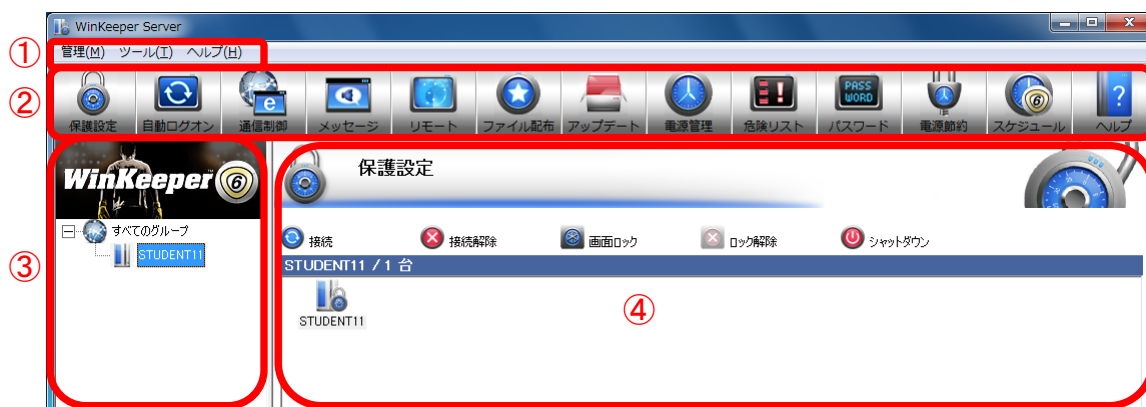 WinKeeper Server
① 管理(M) ツール(T) ヘルプ(H)
②
保護設定 自動ログオン 通信制御 メッセージ リモート ファイル配布 アップデート 電源管理 危険リスト PASS WORD パスワード 電源節約 スケジュール ヘルプ
WinKeeper 6
保護設定
すべてのグループ
接続 接続解除 画面ロック ロック解除 シャットダウン
③ STUDENT11
STUDENT11 / 1 台
④
STUDENT11